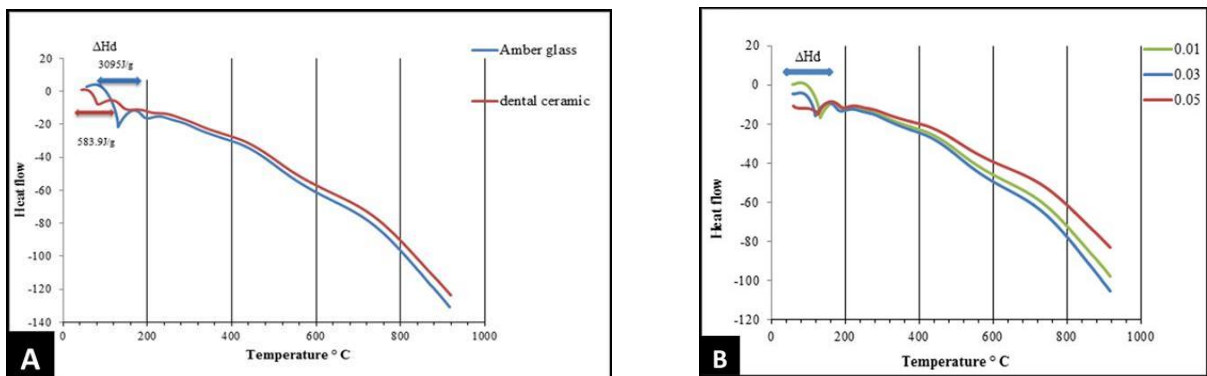 ΔHd
3095J/g
583.9J/g
20
0
-20
-40
-60
-80
-100
-120
-140
Heat flow
0
200
400
600
800
1000
Temperature ° C
Amber glass
dental ceramic
A
ΔHd
20
0
-20
-40
-60
-80
-100
-120
Heat flow
0
200
400
600
800
1000
Temperature ° C
0.01
0.03
0.05
B